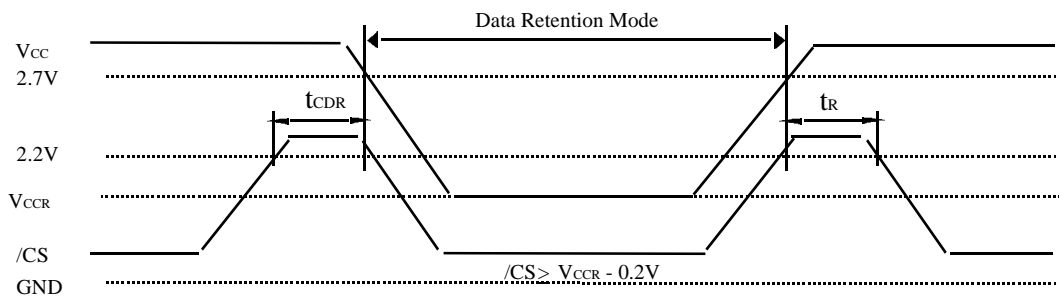 Data Retention Mode
VCC
2.7V
tCDR
tR
2.2V
VCCR
/CS
/CS≥ VCCR - 0.2V
GND